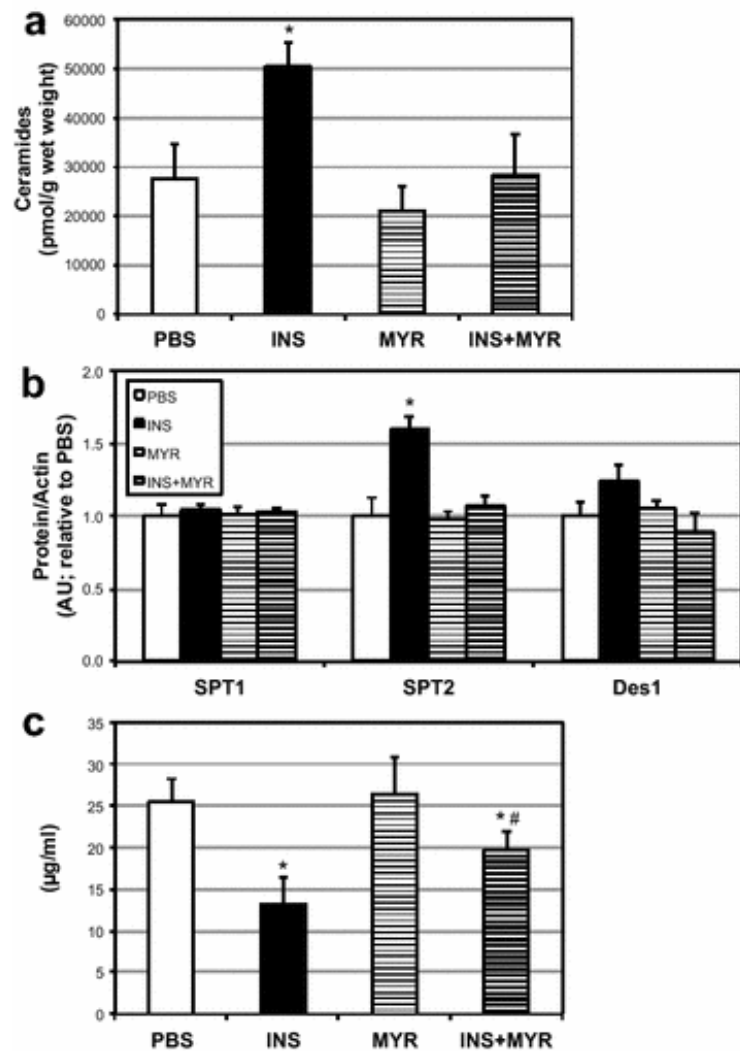 a
Ceramides
(pmol/g wet weight)
60000
50000
40000
30000
20000
10000
0
*
PBS INS MYR INS+MYR
b
Protein/Actin
(AU; relative to PBS)
2.0
1.5
1.0
0.5
0.0
PBS
INS
MYR
INS+MYR
*
SPT1 SPT2 Des1
c
(µg/ml)
35
30
25
20
15
10
5
0
*
* #
PBS INS MYR INS+MYR